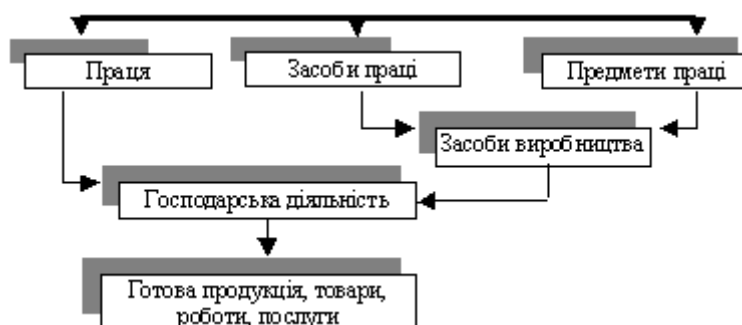 Праця
Засоби праці
Предмети праці
Засоби виробництва
Господарська діяльність
Готова продукція, товари,
роботи, послуги